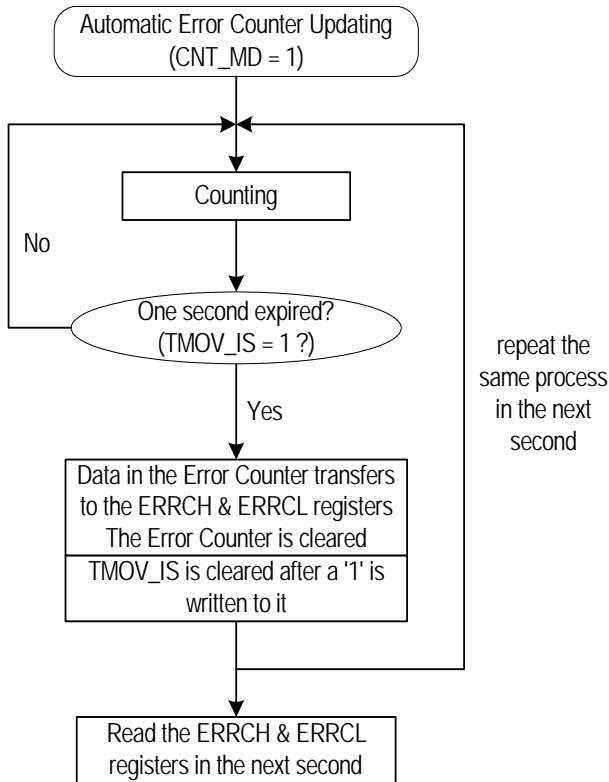 Automatic Error Counter Updating
(CNT_MD = 1)
Counting
No
One second expired?
(TMOV_IS = 1 ?)
repeat the
same process
in the next
second
Yes
Data in the Error Counter transfers
to the ERRCH & ERRCL registers
The Error Counter is cleared
TMOV_IS is cleared after a '1' is
written to it
Read the ERRCH & ERRCL
registers in the next second